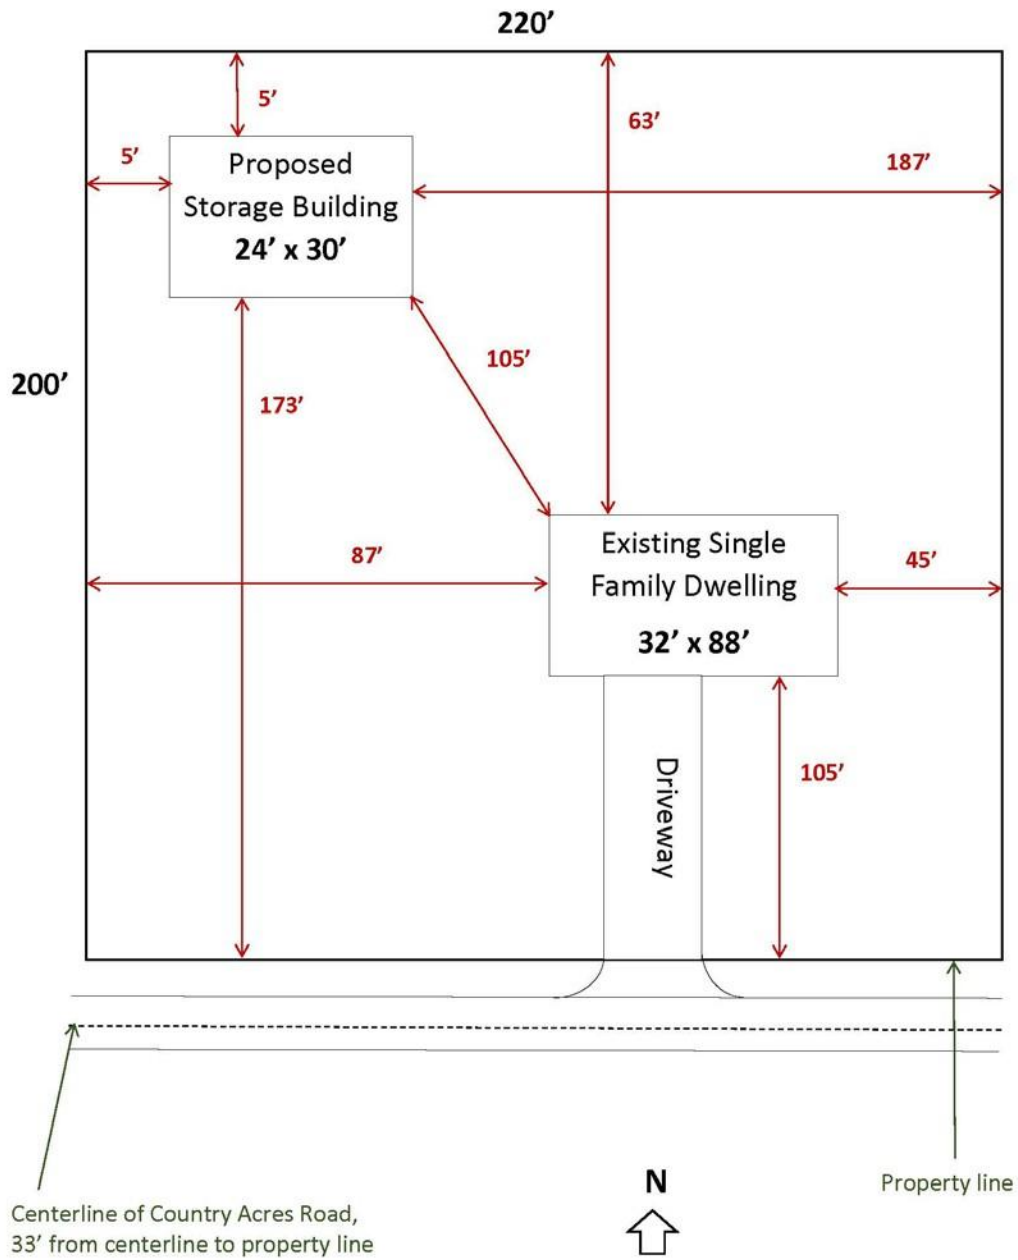 220’
5’
63’
5’
187’
Proposed
Storage Building
24’ x 30’
105’
200’
173’
87’
Existing Single
Family Dwelling
32’ x 88’
45’
Driveway
105’
N
Property line
Centerline of Country Acres Road,
33’ from centerline to property line